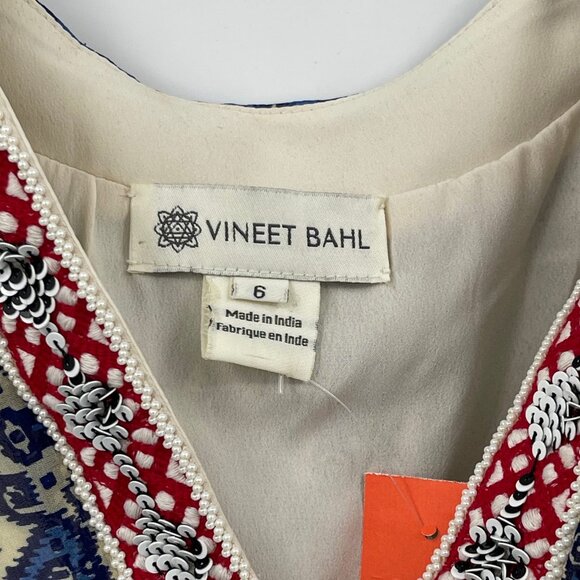 VINEET BAHL
6
Made in India
Fabrique en Inde